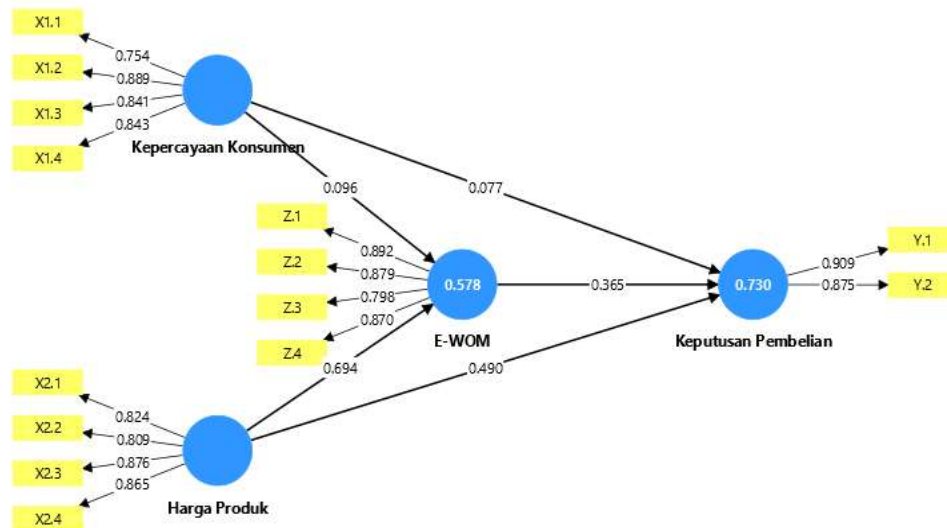 X1.1
0.754
X1.2
0.889
X1.3
0.841
X1.4
0.843
Kepercayaan Konsumen
0.096
0.077
Z.1
0.892
Z.2
0.879
Z.3
0.798
Z.4
0.870
0.578
E-WOM
0.365
0.730
Keputusan Pembelian
0.909
Y.1
0.875
Y.2
0.694
0.490
X2.1
0.824
X2.2
0.809
X2.3
0.876
X2.4
0.865
Harga Produk